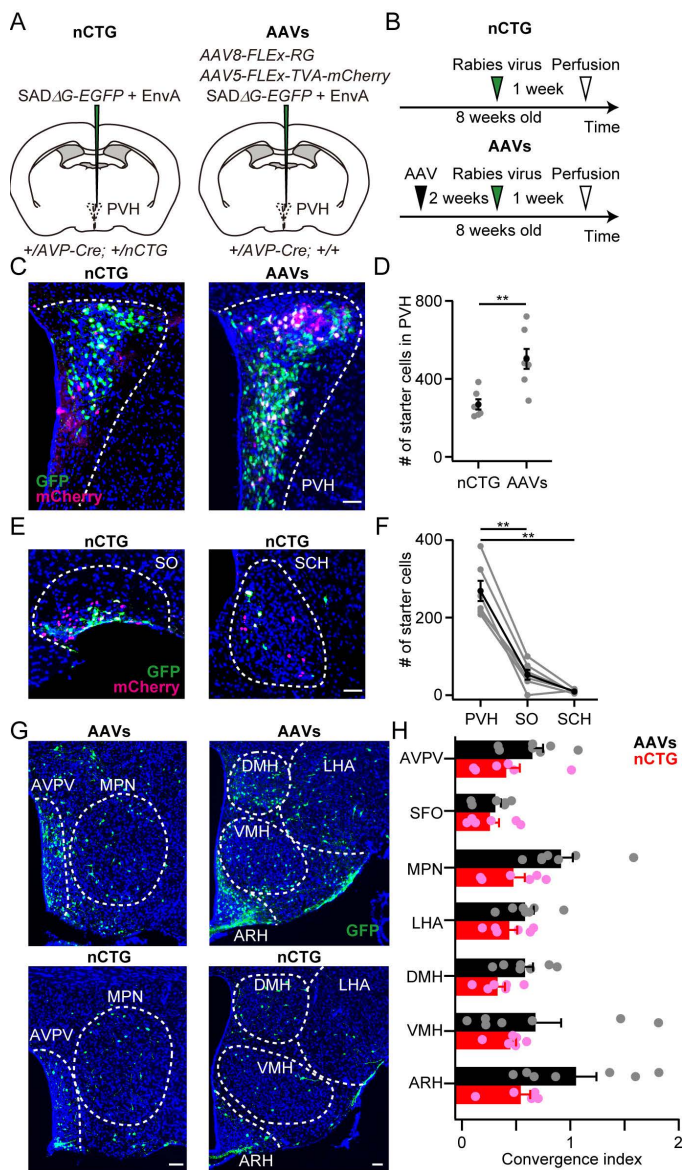 A
nCTG
SADΔG-EGFP + EnvA
PVH
+/AVP-Cre; +/nCTG
AAVs
AAV8-FLEx-RG
AAV5-FLEx-TVA-mCherry
SADΔG-EGFP + EnvA
PVH
+/AVP-Cre; +/+
B
nCTG
Rabies virus
Perfusion
1 week
8 weeks old
Time
AAVs
AAV
Rabies virus
Perfusion
2 weeks
1 week
8 weeks old
Time
C
nCTG
GFP
mCherry
AAVs
PVH
D
# of starter cells in PVH
800
400
0
**
nCTG
AAVs
E
nCTG
SO
GFP
mCherry
nCTG
SCH
F
# of starter cells
400
200
0
**
**
PVH
SO
SCH
G
AAVs
AVPV
MPN
AAVs
DMH
LHA
VMH
ARH
GFP
nCTG
MPN
AVPV
nCTG
DMH
LHA
VMH
ARH
H
AAVs
nCTG
AVPV
SFO
MPN
LHA
DMH
VMH
ARH
0
1
2
Convergence index